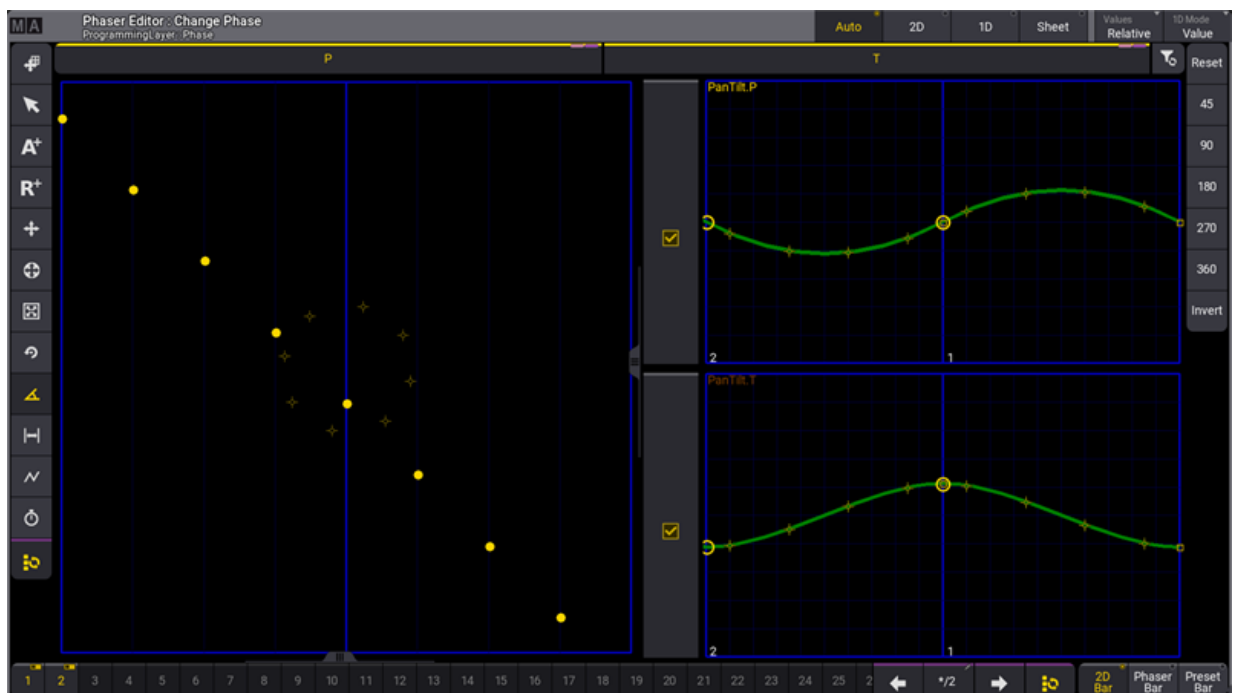 MA
Phaser Editor : Change Phase
ProgrammingLayer: Phase
Auto
2D
1D
Sheet
Values
Relative
1D Mode
Value
P
T
Reset
45
90
180
270
360
Invert
A+
R+
PanTilt.P
2
1
PanTilt.T
2
1
1 2 3 4 5 6 7 8 9 10 11 12 13 14 15 16 17 18 19 20 21 22 23 24 25 2
*/2
2D
Bar
Phaser
Bar
Preset
Bar